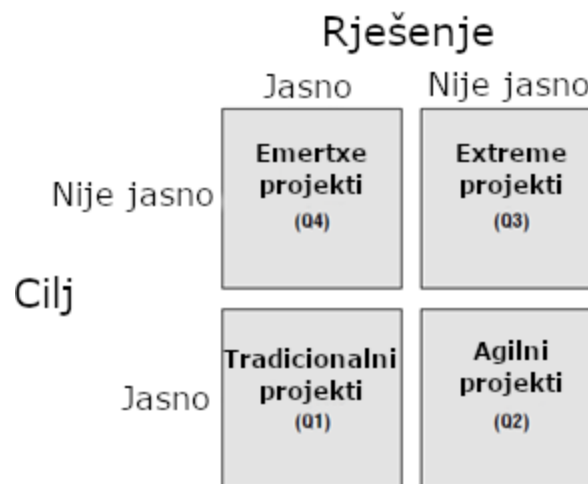 Rješenje
Jasno
Nije jasno
Nije jasno
Emertxe
projekti
(Q4)
Extreme
projekti
(Q3)
Cilj
Jasno
Tradicionalni
projekti
(Q1)
Agilni
projekti
(Q2)